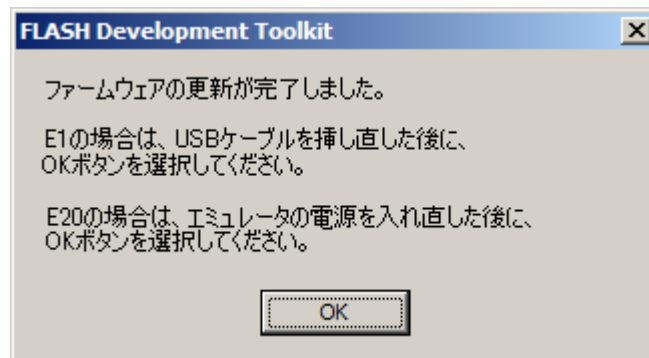 FLASH Development Toolkit
ファームウェアの更新が完了しました。
E1の場合は、USBケーブルを挿し直した後に、
OKボタンを選択してください。
E20の場合は、エミュレータの電源を入れ直した後に、
OKボタンを選択してください。
OK